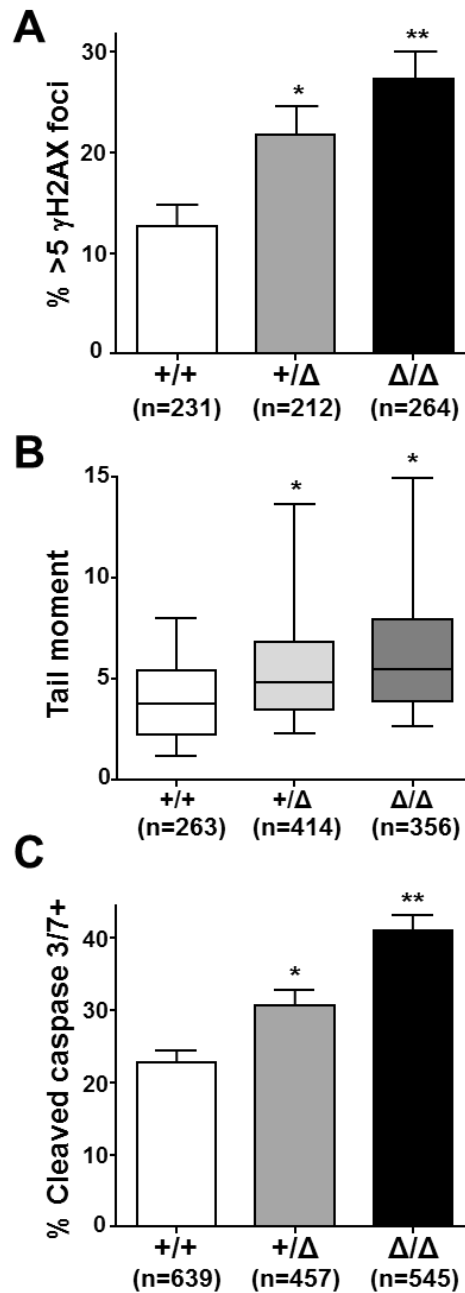 A
% >5 γH2AX foci
30
20
10
0
*
**
+/+ +/Δ Δ/Δ
(n=231) (n=212) (n=264)
B
Tail moment
15
10
5
0
*
*
+/+ +/Δ Δ/Δ
(n=263) (n=414) (n=356)
C
% Cleaved caspase 3/7+
40
30
20
10
0
*
**
+/+ +/Δ Δ/Δ
(n=639) (n=457) (n=545)